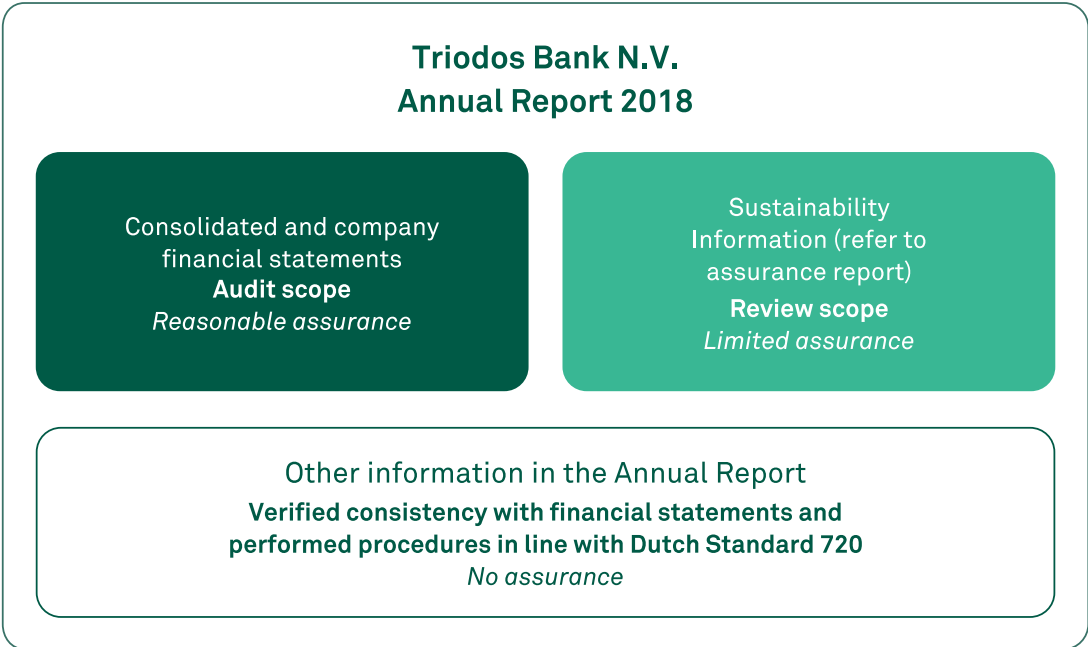 Triodos Bank N.V.
Annual Report 2018
Consolidated and company
financial statements
Audit scope
Reasonable assurance
Sustainability
Information (refer to
assurance report)
Review scope
Limited assurance
Other information in the Annual Report
Verified consistency with financial statements and
performed procedures in line with Dutch Standard 720
No assurance